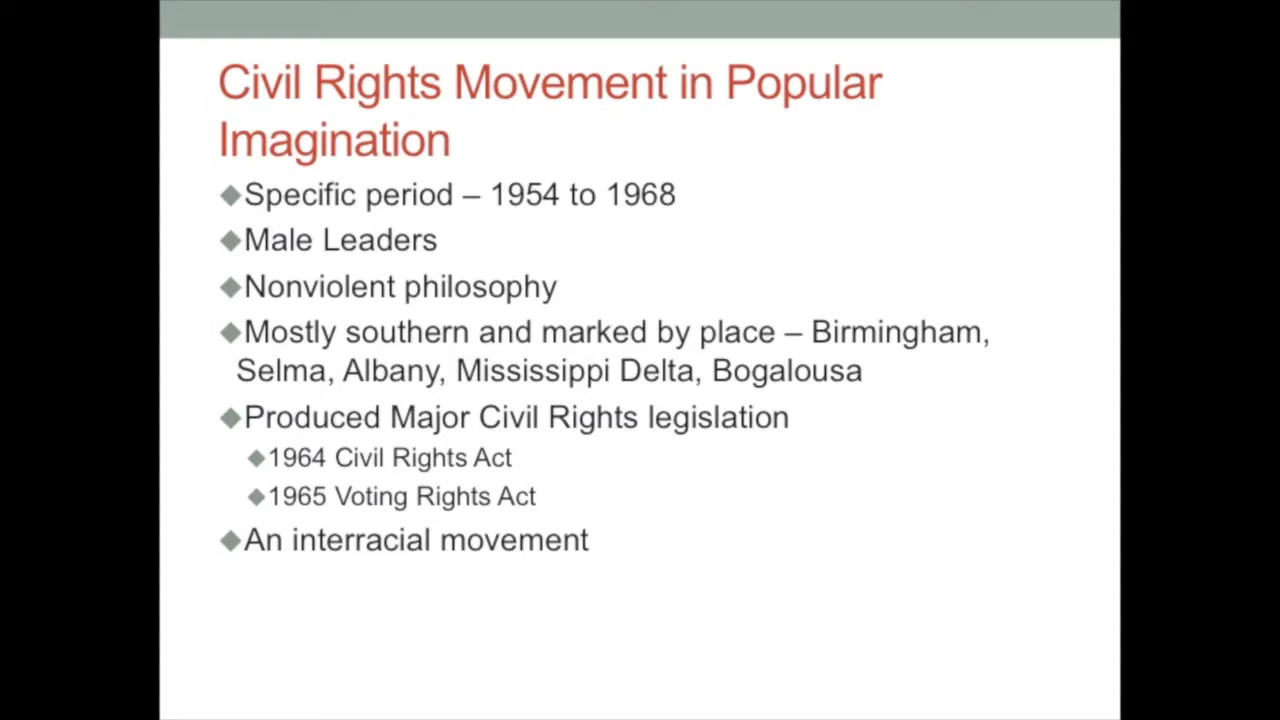 Civil Rights Movement in Popular
Imagination
◆Specific period – 1954 to 1968
◆Male Leaders
◆Nonviolent philosophy
◆Mostly southern and marked by place – Birmingham,
Selma, Albany, Mississippi Delta, Bogalousa
◆Produced Major Civil Rights legislation
◆1964 Civil Rights Act
◆1965 Voting Rights Act
◆An interracial movement